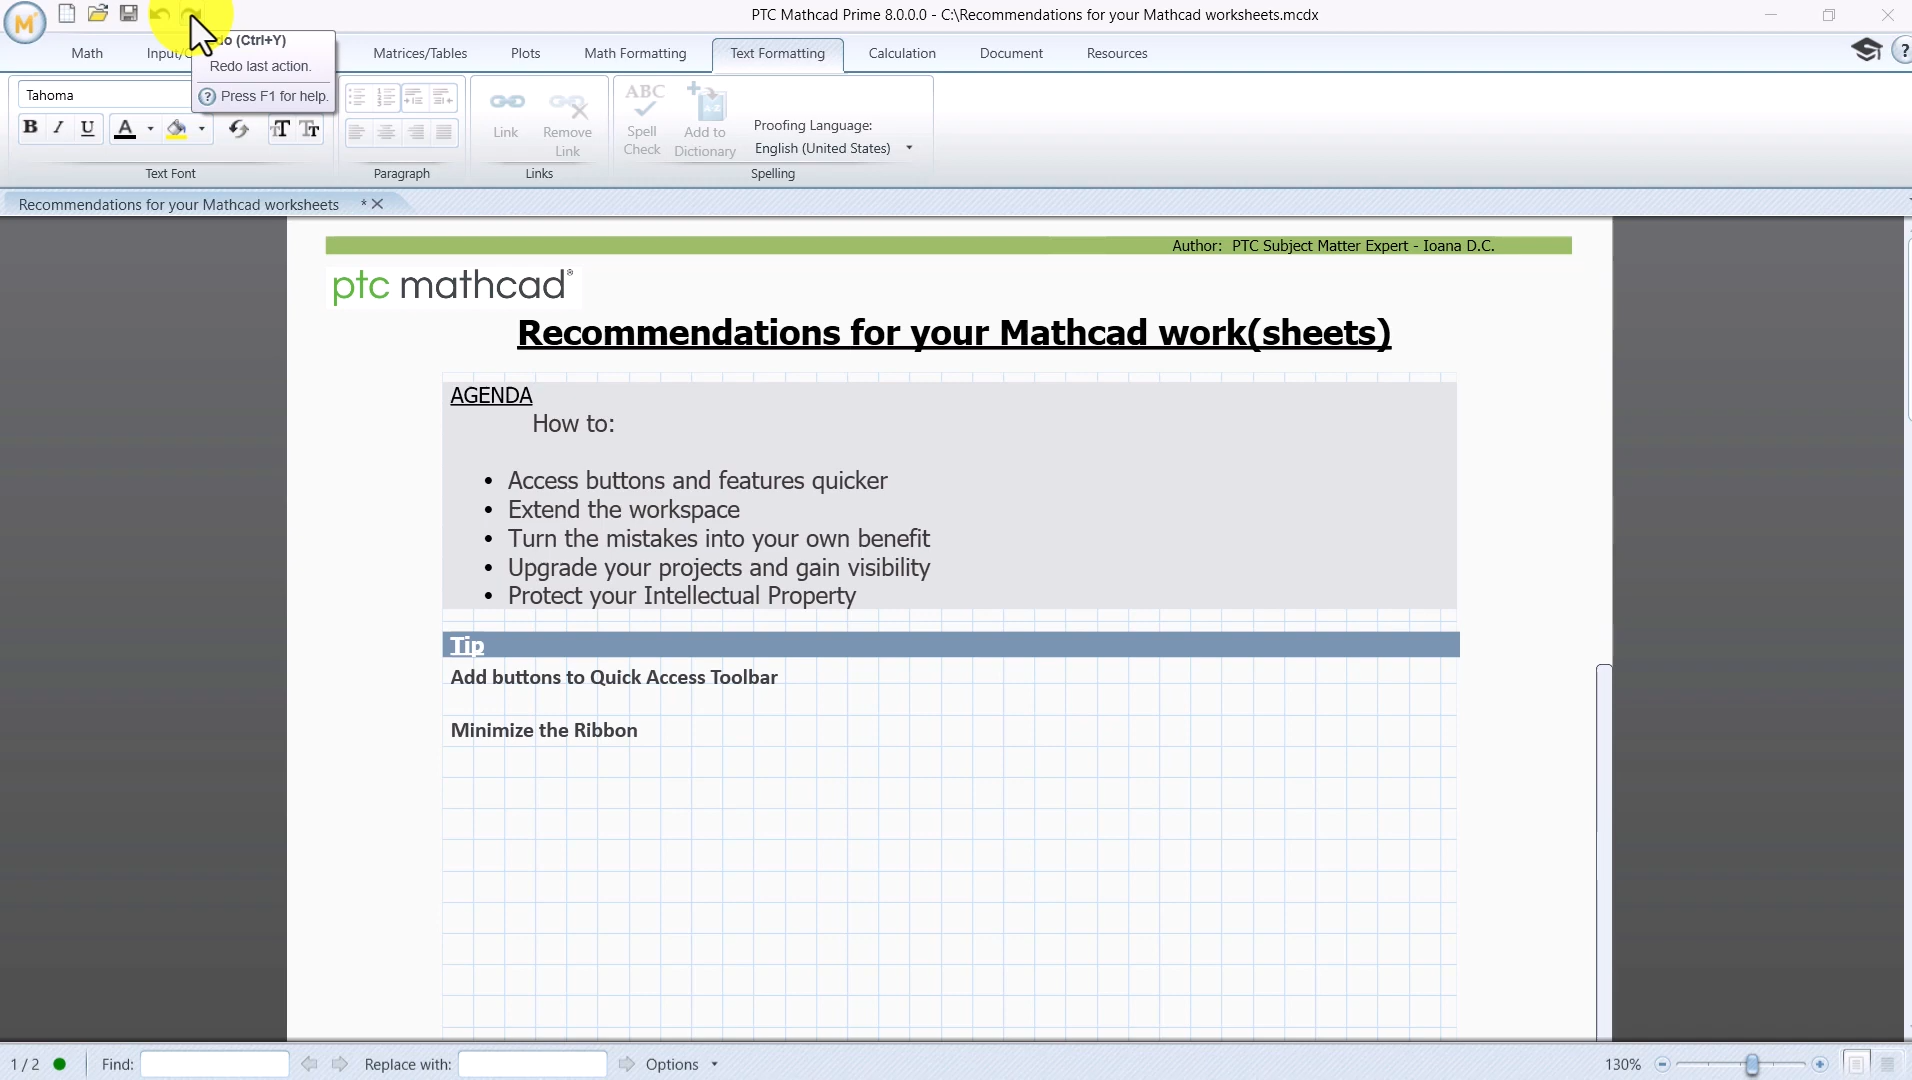 PTC Mathcad Prime 8.0.0.0 - C:\Recommendations for your Mathcad worksheets.mcdx
(Ctrl+Y)
Redo last action.
Press F1 for help.
Math
Matrices/Tables
Plots
Math Formatting
Text Formatting
Calculation
Document
Resources
?
Tahoma
B I U A
Text Font
Paragraph
Link
Remove Link
Links
ABC
Spell Check
A-Z
Add to Dictionary
Proofing Language:
English (United States)
Spelling
Recommendations for your Mathcad worksheets *
Author: PTC Subject Matter Expert - Ioana D.C.
ptc mathcad®
Recommendations for your Mathcad work(sheets)
AGENDA
How to:
• Access buttons and features quicker
• Extend the workspace
• Turn the mistakes into your own benefit
• Upgrade your projects and gain visibility
• Protect your Intellectual Property
Tip
Add buttons to Quick Access Toolbar
Minimize the Ribbon
1 / 2
Find:
Replace with:
Options
130%